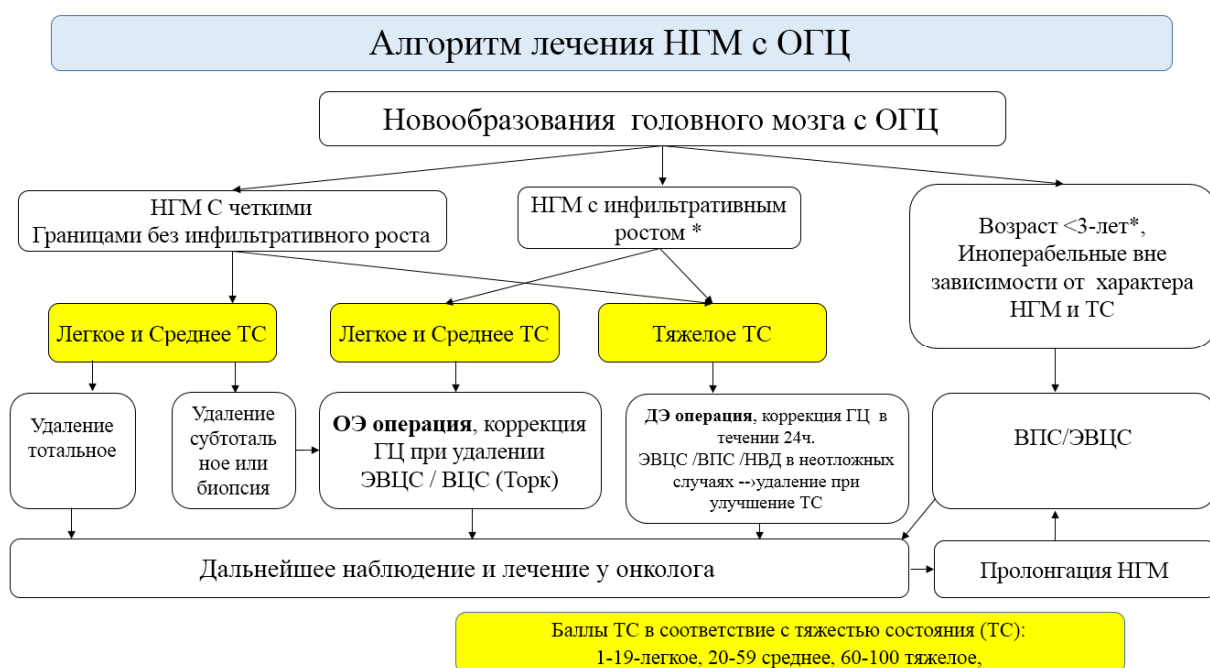 Алгоритм лечения НГМ с ОГЦ
Новообразования головного мозга с ОГЦ
НГМ С четкими
Границами без инфильтративного роста
НГМ с инфильтративным
ростом *
Возраст <3-лет*,
Иноперабельные вне
зависимости от характера
НГМ и ТС
Легкое и Среднее ТС
Легкое и Среднее ТС
Тяжелое ТС
Удаление
тотальное
Удаление
субтоталь
ное или
биопсия
ОЭ операция, коррекция
ГЦ при удалении
ЭВЦС / ВЦС (Торк)
ДЭ операция, коррекция ГЦ в
течении 24ч.
ЭВЦС /ВПС /НВД в неотложных
случаях --›удаление при
улучшение ТС
ВПС/ЭВЦС
Дальнейшее наблюдение и лечение у онколога
Пролонгация НГМ
Баллы ТС в соответствие с тяжестью состояния (ТС):
1-19-легкое, 20-59 среднее, 60-100 тяжелое,